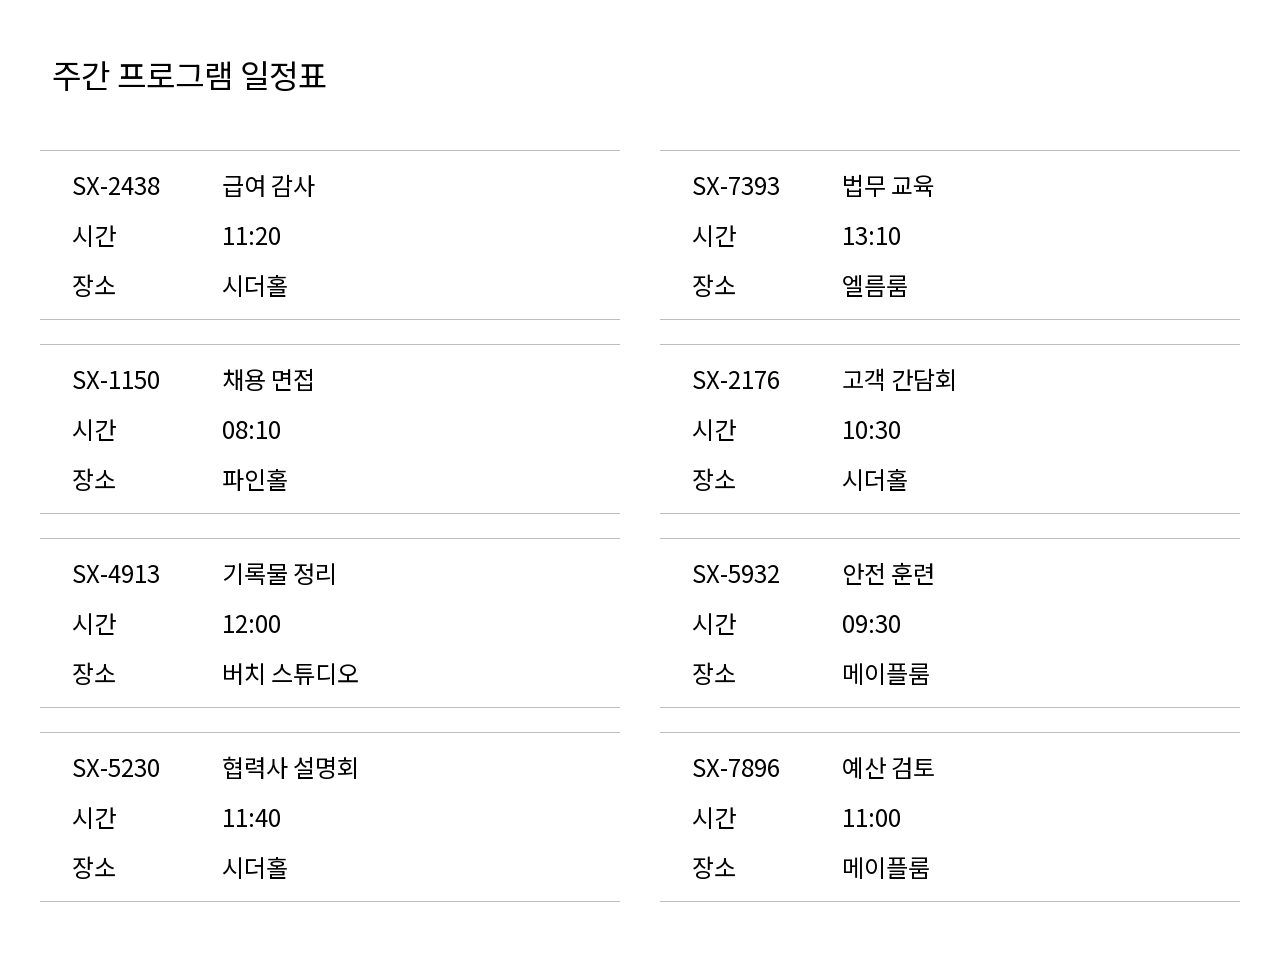 주간 프로그램 일정표
SX-2438 급여 감사
시간 11:20
장소 시더홀
SX-7393 법무 교육
시간 13:10
장소 엘름룸
SX-1150 채용 면접
시간 08:10
장소 파인홀
SX-2176 고객 간담회
시간 10:30
장소 시더홀
SX-4913 기록물 정리
시간 12:00
장소 버치 스튜디오
SX-5932 안전 훈련
시간 09:30
장소 메이플룸
SX-5230 협력사 설명회
시간 11:40
장소 시더홀
SX-7896 예산 검토
시간 11:00
장소 메이플룸